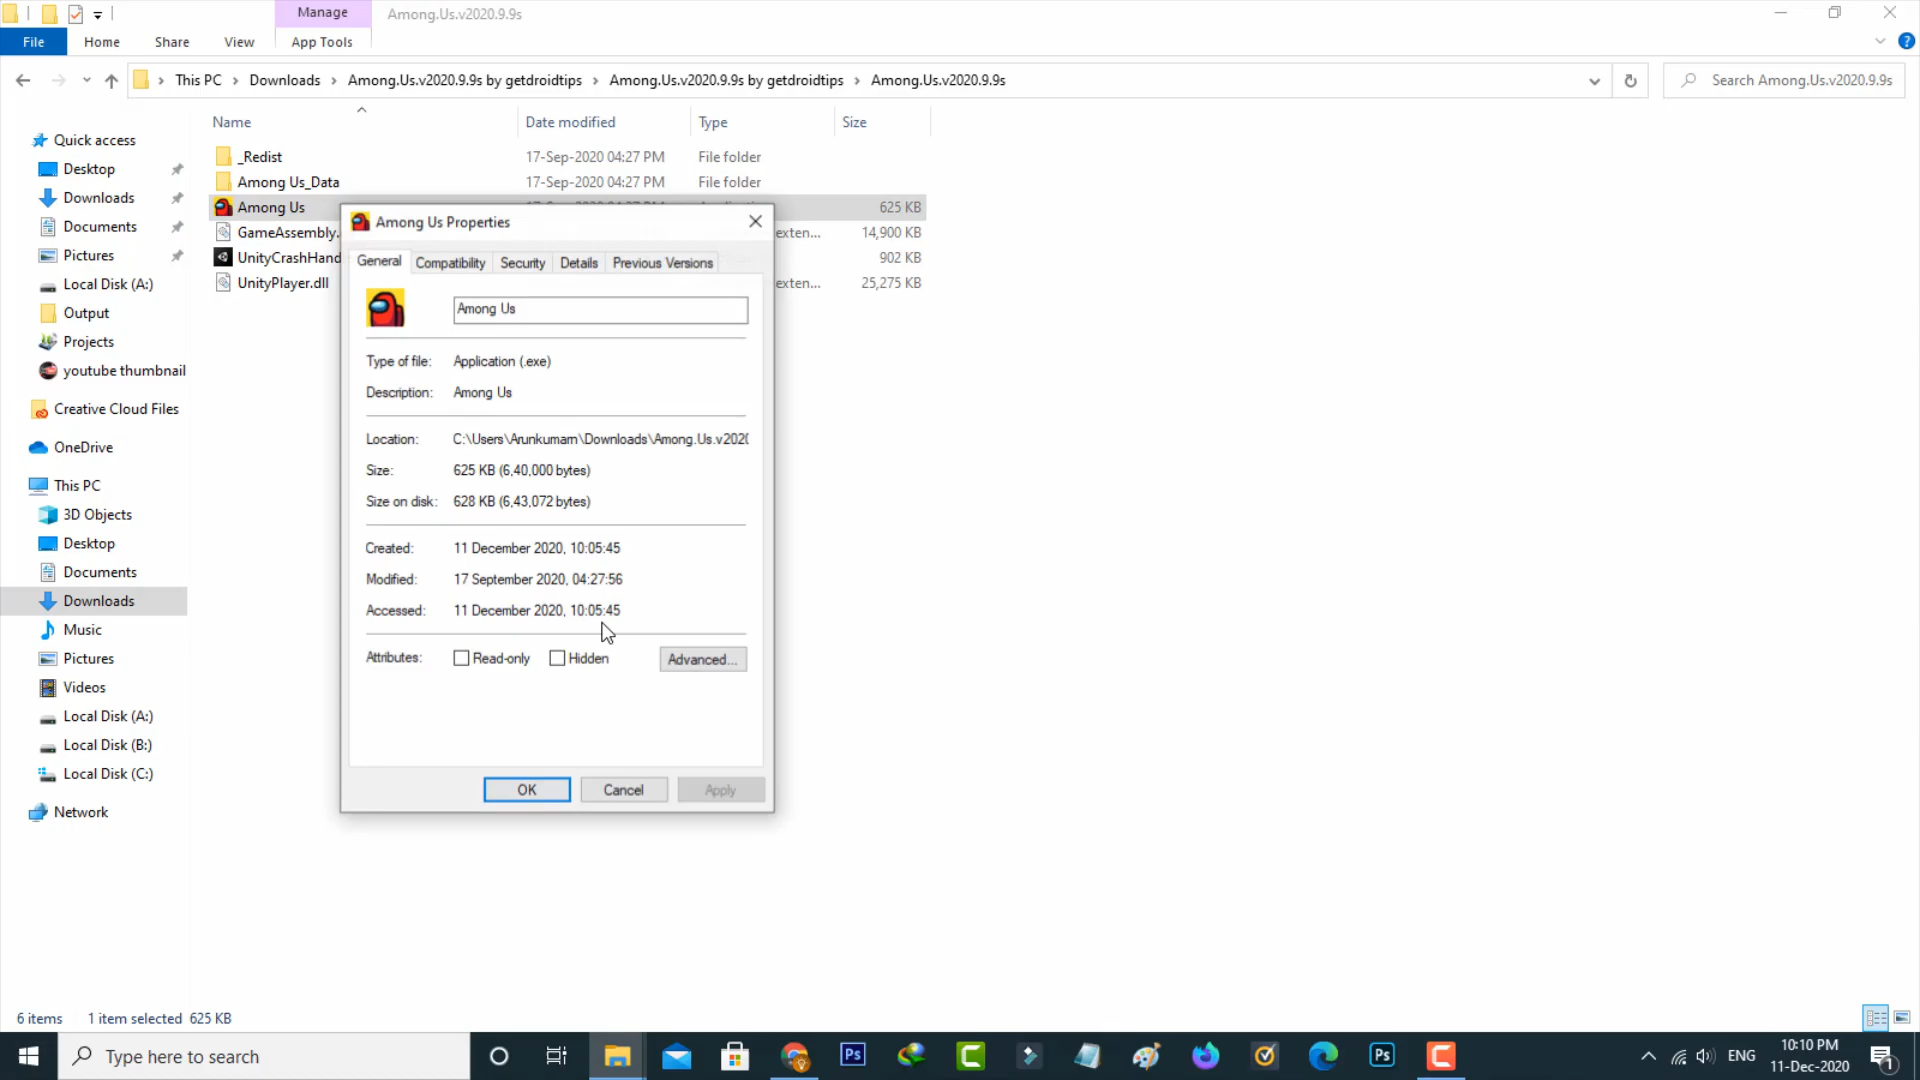 Manage
Among.Us.v2020.9.9s
File
Home
Share
View
App Tools
This PC
Downloads
Among.Us.v2020.9.9s by getdroidtips
Among.Us.v2020.9.9s by getdroidtips
Among.Us.v2020.9.9s
Search Among.Us.v2020.9.9s
Name
Date modified
Type
Size
_Redist
17-Sep-2020 04:27 PM
File folder
Among Us_Data
17-Sep-2020 04:27 PM
File folder
Among Us
625 KB
GameAssembly.
exten...
14,900 KB
UnityCrashHand
902 KB
UnityPlayer.dll
exten...
25,275 KB
Quick access
Desktop
Downloads
Documents
Pictures
Local Disk (A:)
Output
Projects
youtube thumbnail
Creative Cloud Files
OneDrive
This PC
3D Objects
Desktop
Documents
Downloads
Music
Pictures
Videos
Local Disk (A:)
Local Disk (B:)
Local Disk (C:)
Network
Among Us Properties
General
Compatibility
Security
Details
Previous Versions
Among Us
Type of file: Application (.exe)
Description: Among Us
Location: C:\Users\Arunkumarn\Downloads\Among.Us.v2020
Size: 625 KB (6,40,000 bytes)
Size on disk: 628 KB (6,43,072 bytes)
Created: 11 December 2020, 10:05:45
Modified: 17 September 2020, 04:27:56
Accessed: 11 December 2020, 10:05:45
Attributes: Read-only Hidden Advanced...
OK
Cancel
Apply
6 items
1 item selected 625 KB
Type here to search
Ps
Ps
ENG
10:10 PM
11-Dec-2020
1